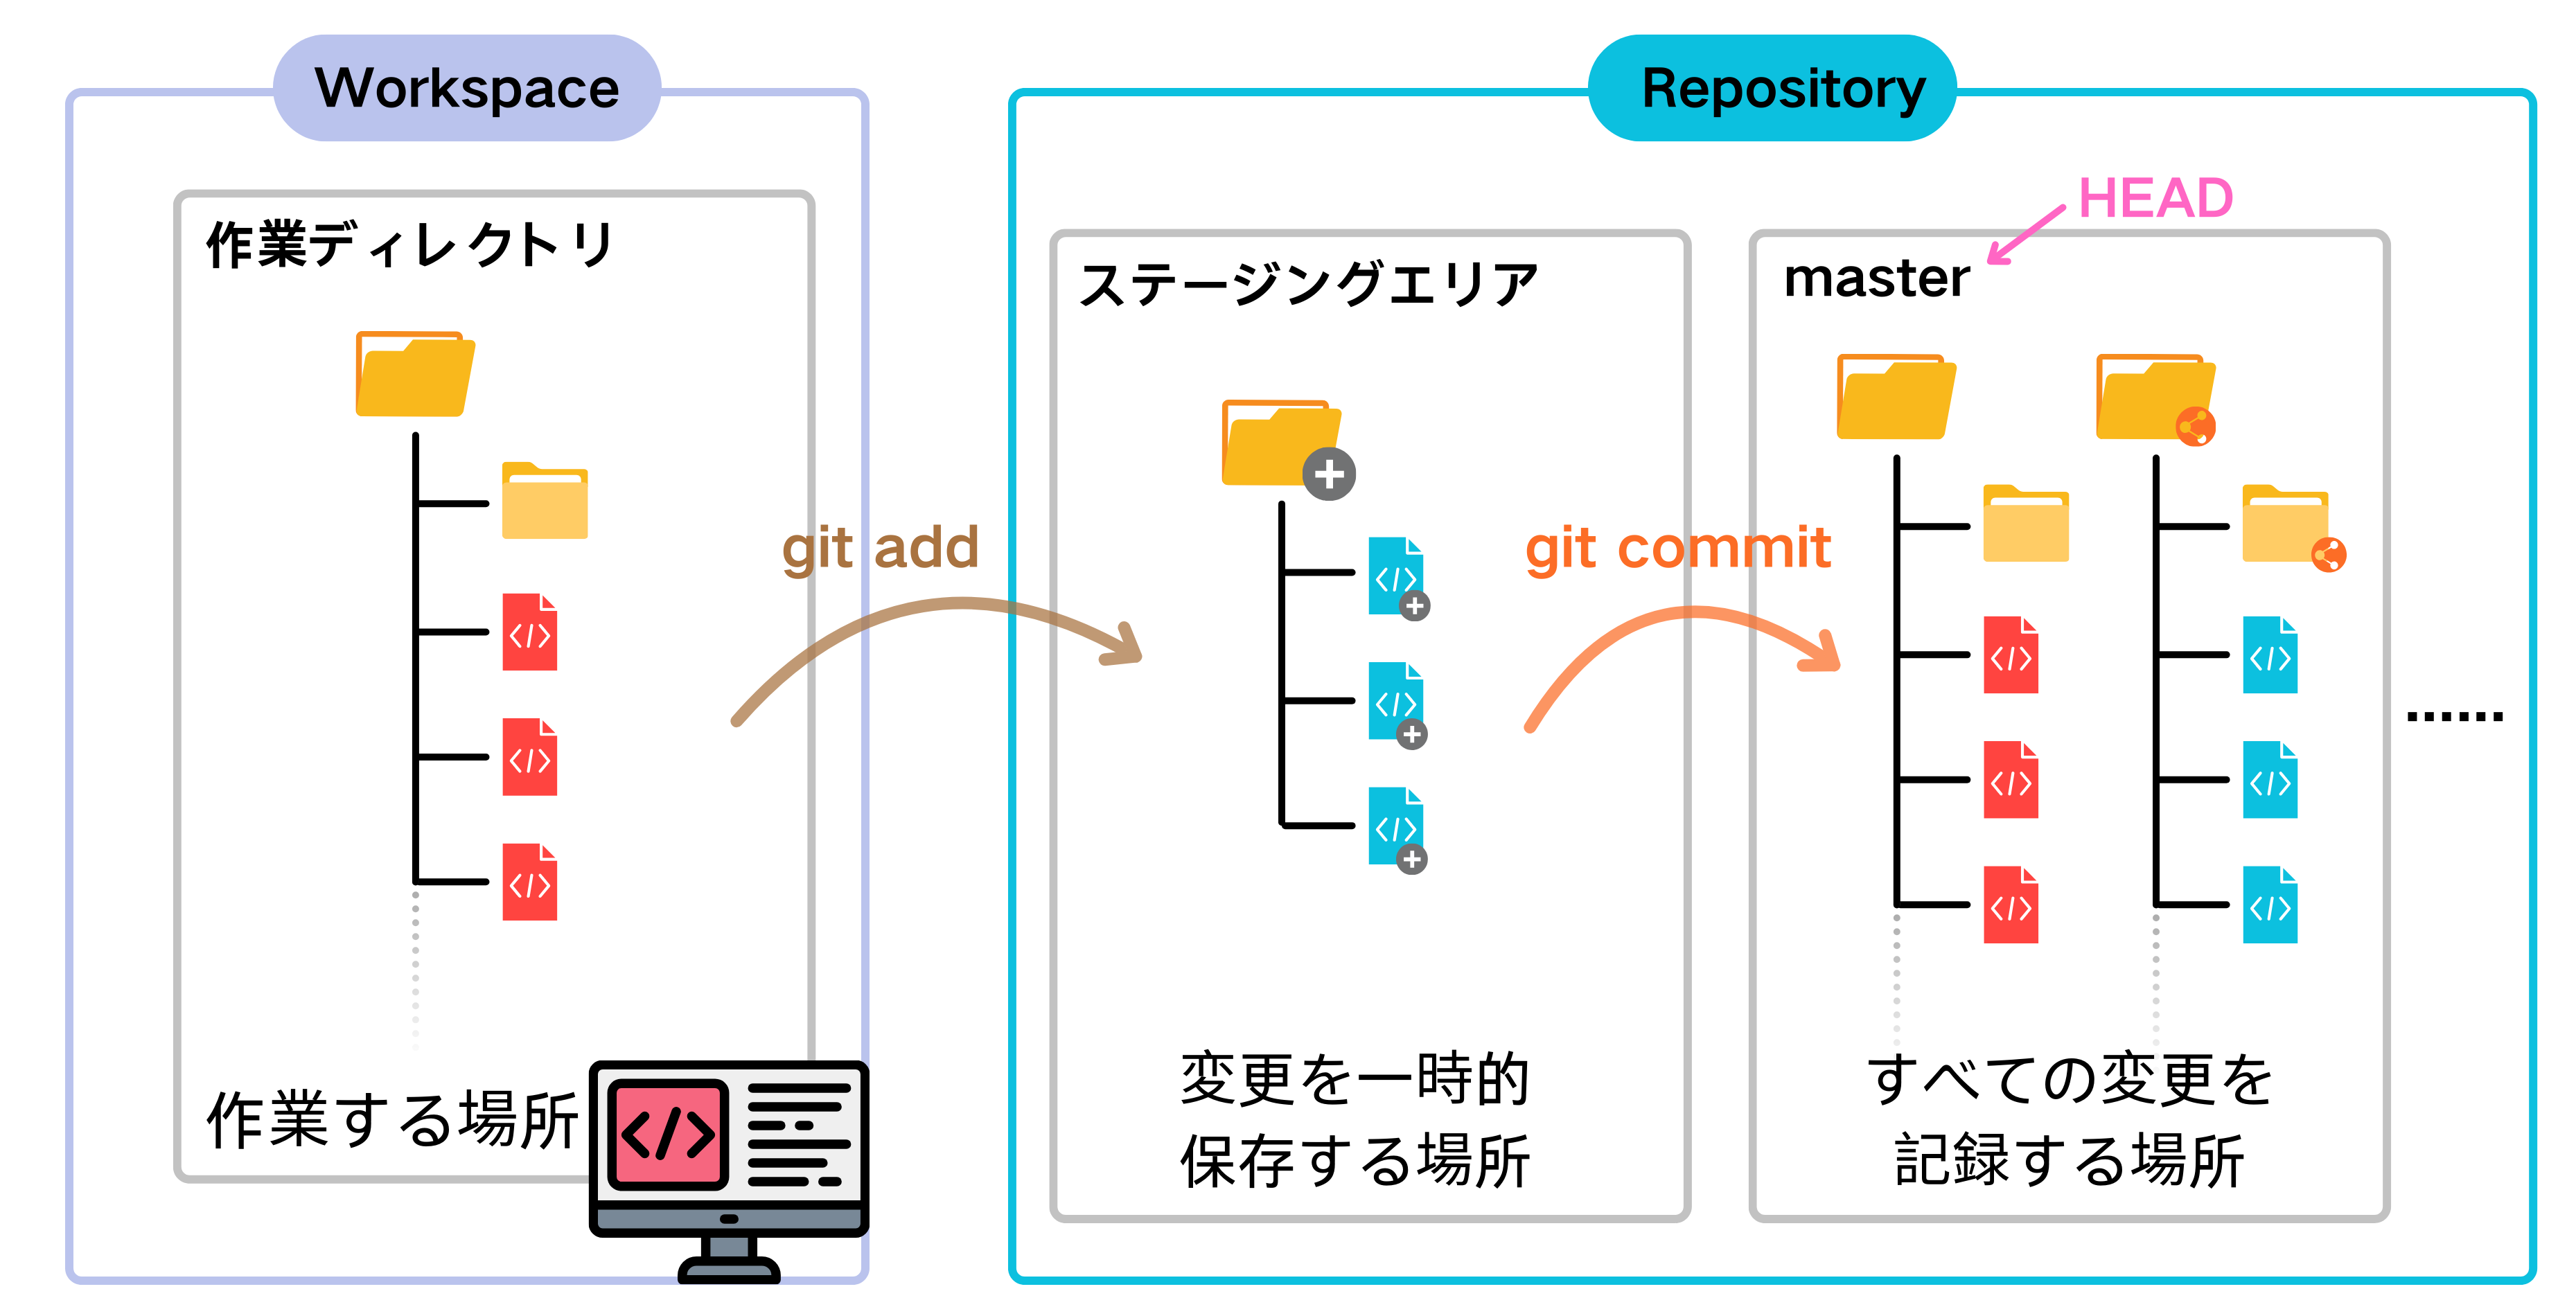 Workspace
Repository
HEAD
作業ディレクトリ
ステージングエリア
master
git add
git commit
......
作業する場所
変更を一時的
保存する場所
すべての変更を
記録する場所